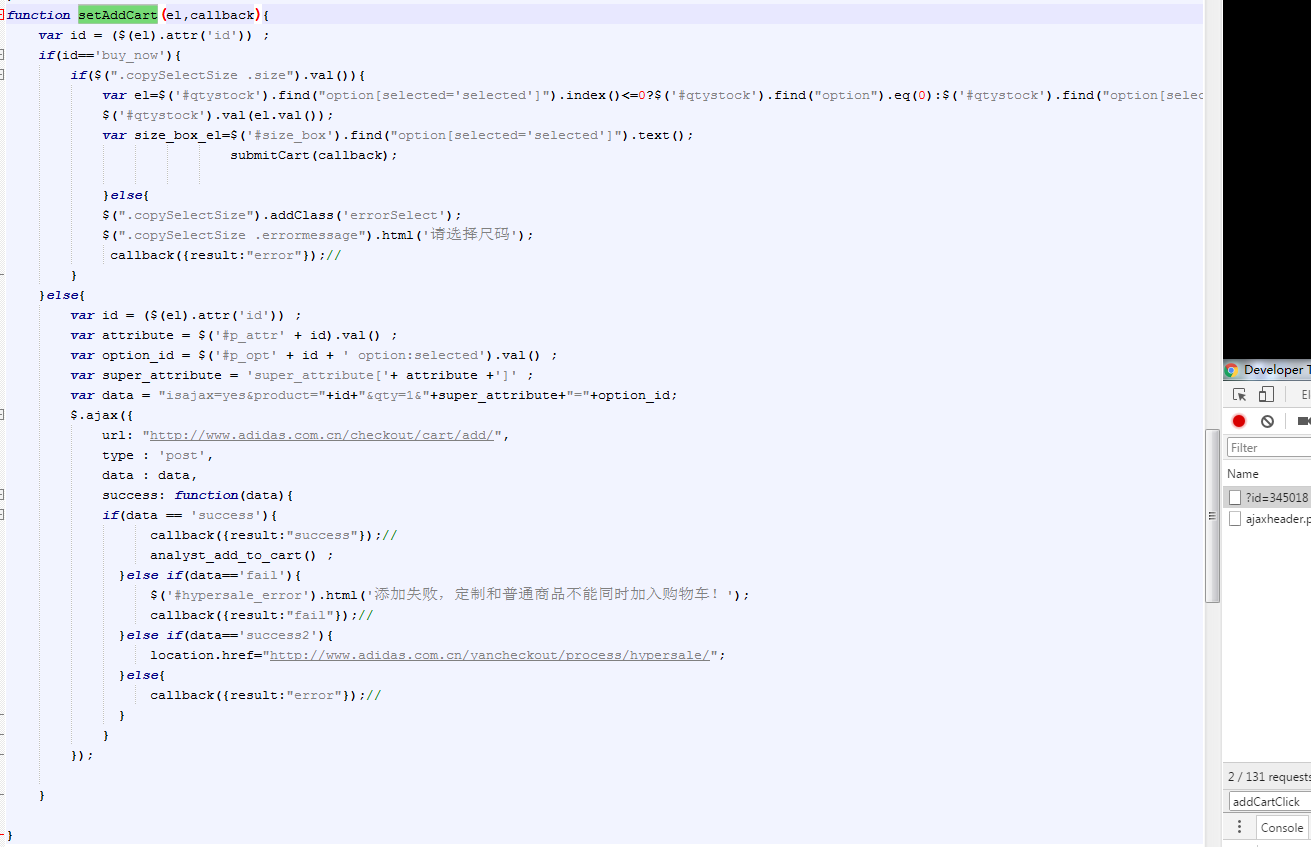 function setAddCart(el,callback){
var id = ($(el).attr('id')) ;
if(id=='buy_now'){
if($(".copySelectSize .size").val()){
var el=$('#qtystock').find("option[selected='selected']").index()<=0?$('#qtystock').find("option").eq(0):$('#qtystock').find("option[selec
$('#qtystock').val(el.val());
var size_box_el=$('#size_box').find("option[selected='selected']").text();
submitCart(callback);
}else{
$(".copySelectSize").addClass('errorSelect');
$(".copySelectSize .errormessage").html('请选择尺码');
callback({result:"error"});//
}
}else{
var id = ($(el).attr('id')) ;
var attribute = $('#p_attr' + id).val() ;
var option_id = $('#p_opt' + id + ' option:selected').val() ;
var super_attribute = 'super_attribute['+ attribute +']' ;
var data = "isajax=yes&product="+id+"&qty=1&"+super_attribute+"="+option_id;
$.ajax({
url: "http://www.adidas.com.cn/checkout/cart/add/",
type : 'post',
data : data,
success: function(data){
if(data == 'success'){
callback({result:"success"});//
analyst_add_to_cart() ;
}else if(data=='fail'){
$('#hypersale_error').html('添加失败，定制和普通商品不能同时加入购物车！');
callback({result:"fail"});//
}else if(data=='success2'){
location.href="http://www.adidas.com.cn/yancheckout/process/hypersale/";
}else{
callback({result:"error"});//
}
}
});
}
}
Developer T
El
Filter
Name
?id=345018
ajaxheader.p
2 / 131 requests
addCartClick
Console